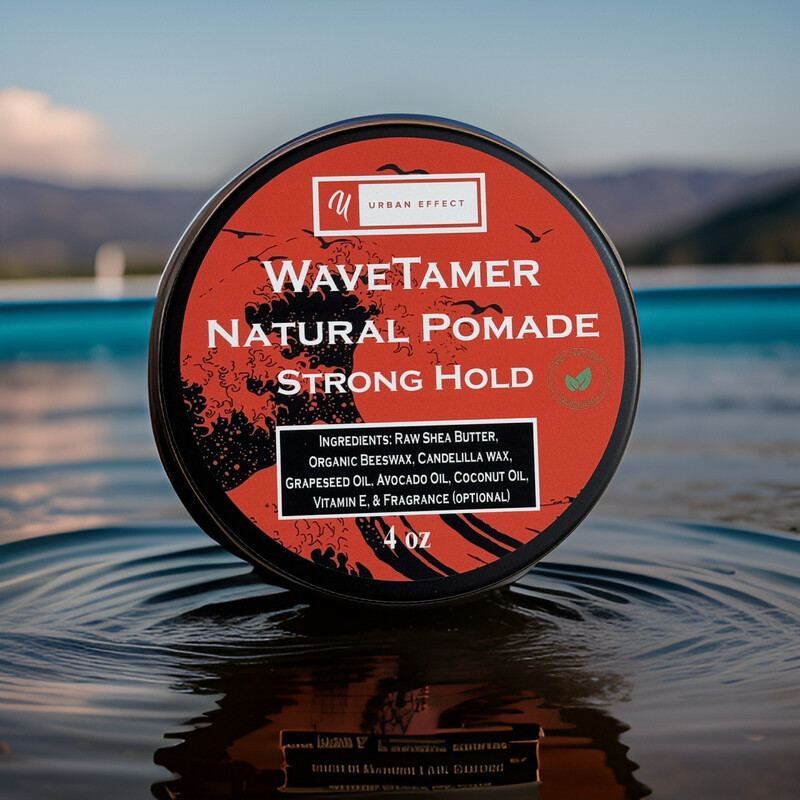 U URBAN EFFECT
WAVETAMER
NATURAL POMADE
STRONG HOLD
INGREDIENTS: RAW SHEA BUTTER,
ORGANIC BEESWAX, CANDELILLA WAX,
GRAPESEED OIL, AVOCADO OIL, COCONUT OIL,
VITAMIN E, & FRAGRANCE (OPTIONAL)
4 oz